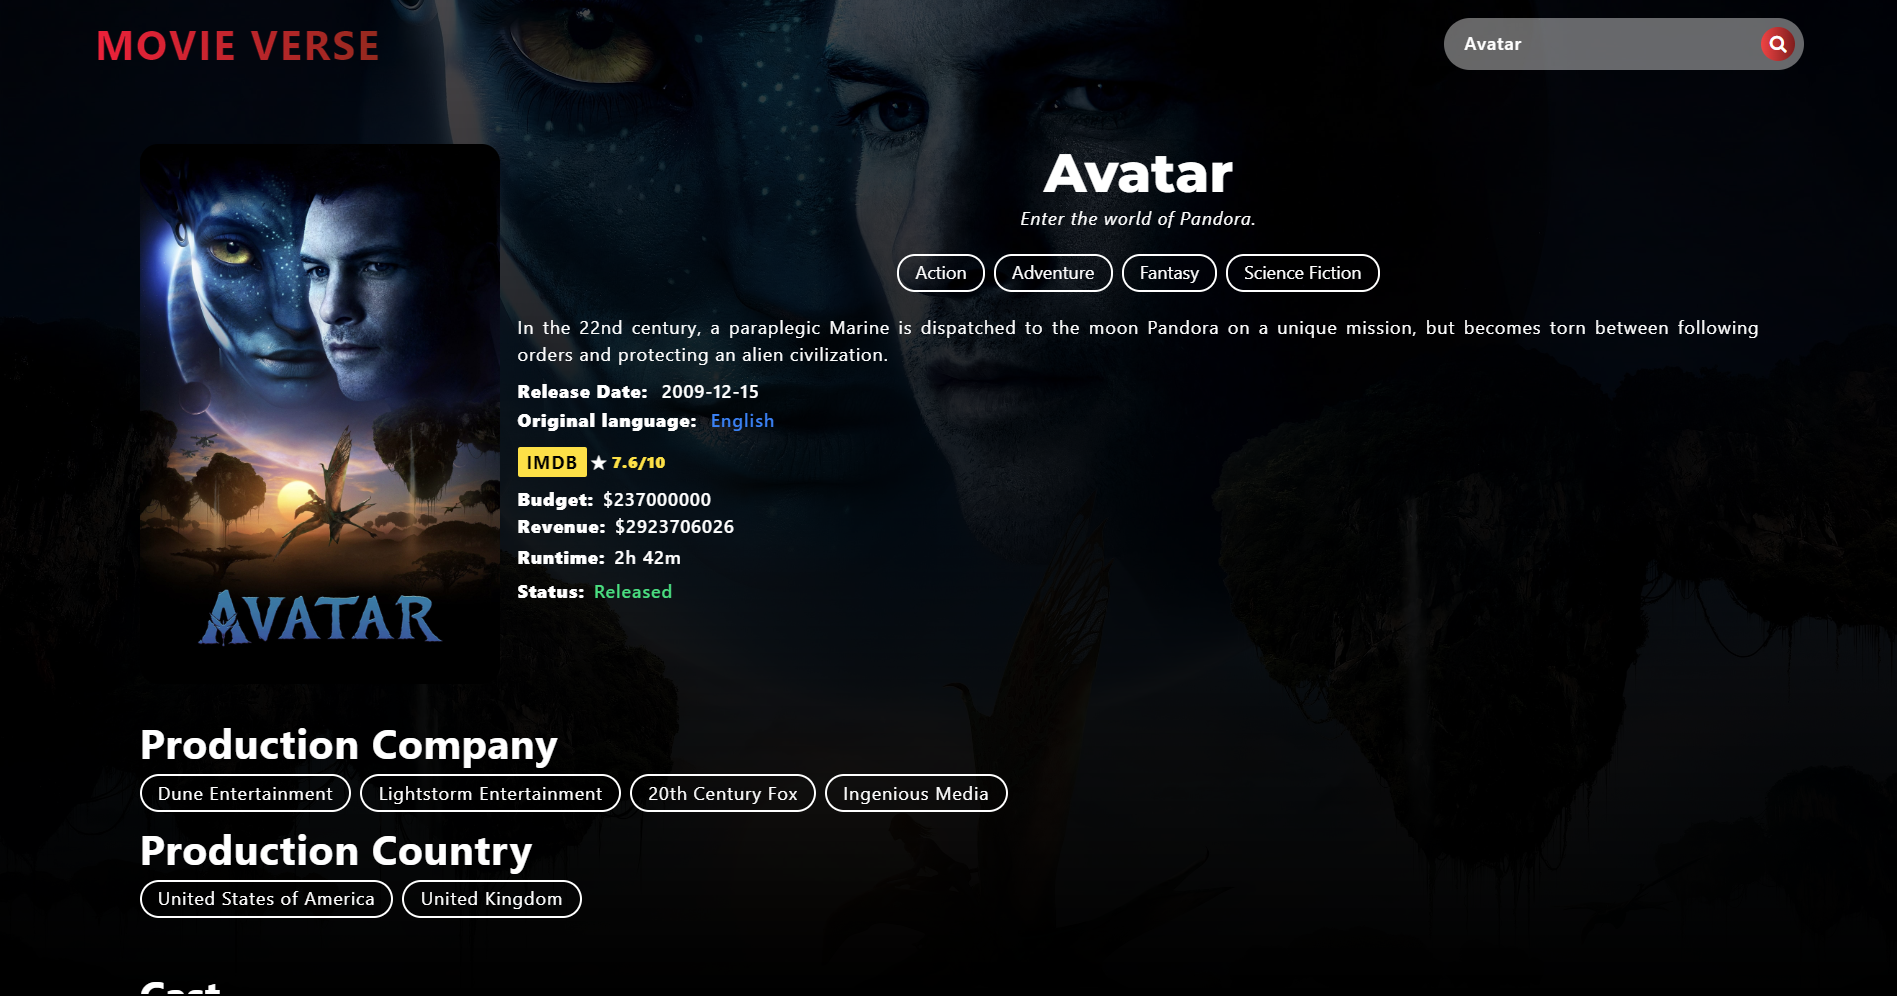 MOVIE VERSE
Avatar
Avatar
Enter the world of Pandora.
Action
Adventure
Fantasy
Science Fiction
In the 22nd century, a paraplegic Marine is dispatched to the moon Pandora on a unique mission, but becomes torn between following
orders and protecting an alien civilization.
Release Date: 2009-12-15
Original language: English
IMDB ★ 7.6/10
Budget: $237000000
Revenue: $2923706026
Runtime: 2h 42m
Status: Released
AVATAR
Production Company
Dune Entertainment
Lightstorm Entertainment
20th Century Fox
Ingenious Media
Production Country
United States of America
United Kingdom
Cast